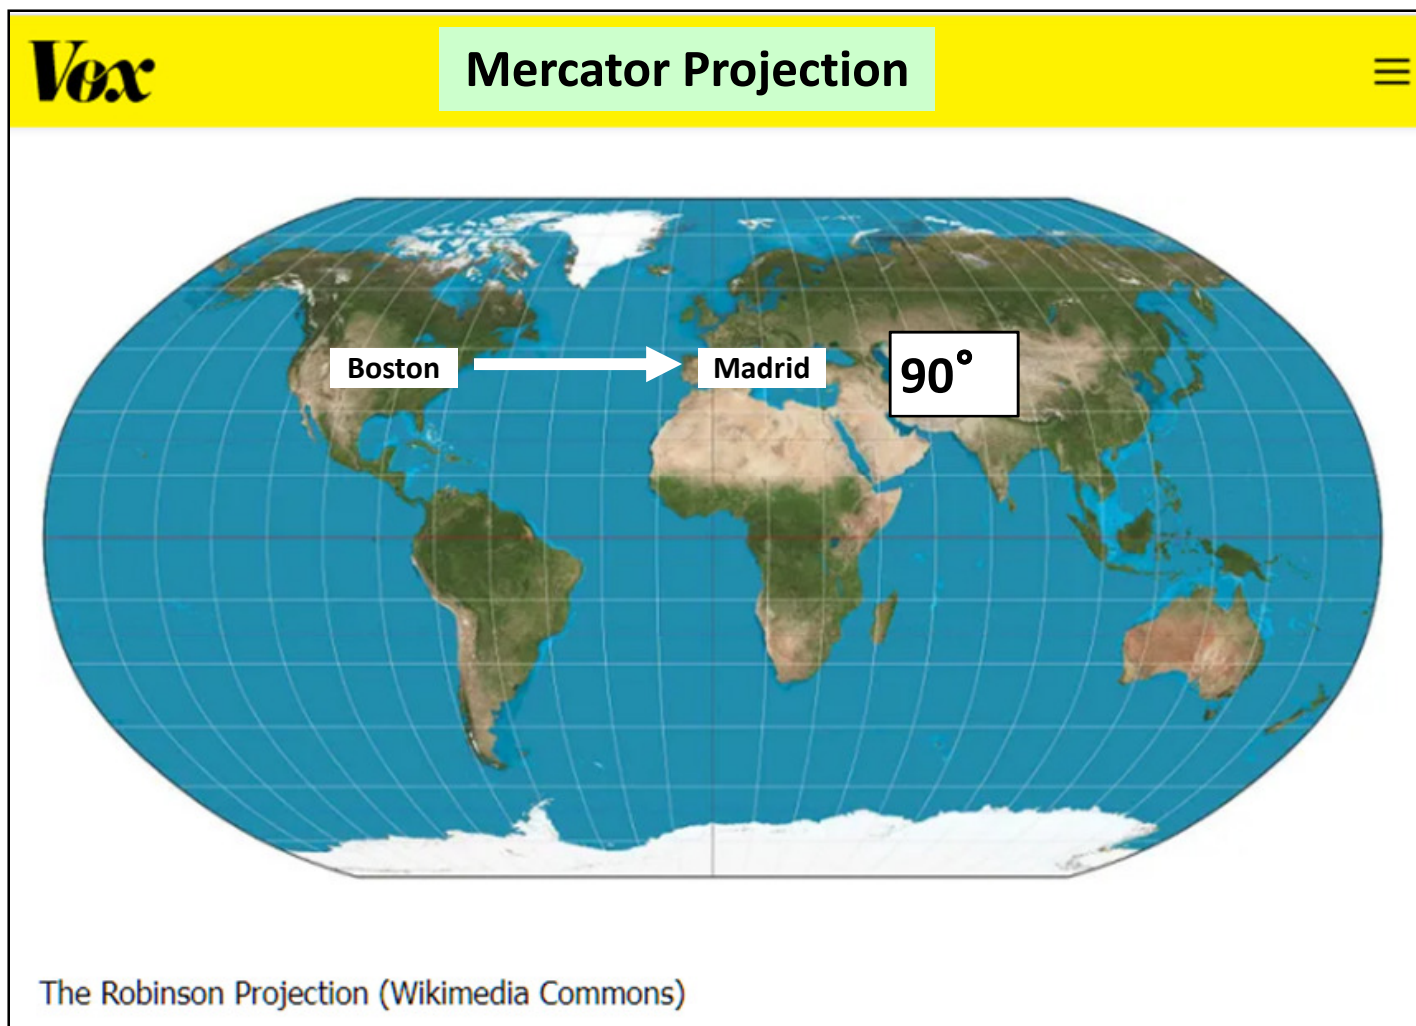 Vox
Mercator Projection
Boston
Madrid
90°
The Robinson Projection (Wikimedia Commons)